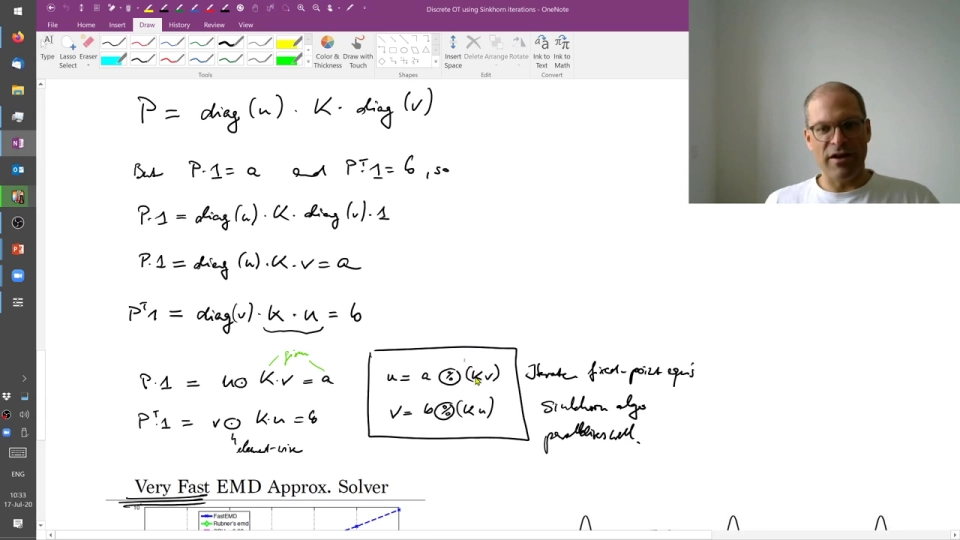 Discrete OT using Sinkhorn iterations - OneNote
File Home Insert Draw History Review View
Type Lasso Select Eraser Color & Thickness Draw with Touch Insert Space Delete Arrange Rotate Ink to Text Ink to Math
Tools Shapes Edit Convert
P = diag(u) · K · diag(v)
But P·1 = a and Pᵀ·1 = b, so
P·1 = diag(u) · K · diag(v) · 1
P·1 = diag(u) · K · v = a
Pᵀ1 = diag(v) · K · u = b
given
P·1 = u⊙ K·v = a
Pᵀ1 = v⊙ K·u = b
element-wise
u = a ⊘ (Kv)
v = b ⊘ (Ku)
Iterate fixed-point eqns
Sinkhorn algo
parallelises well.
Very Fast EMD Approx. Solver
FastEMD
Rubner's emd
ENG
10:33
17-Jul-20